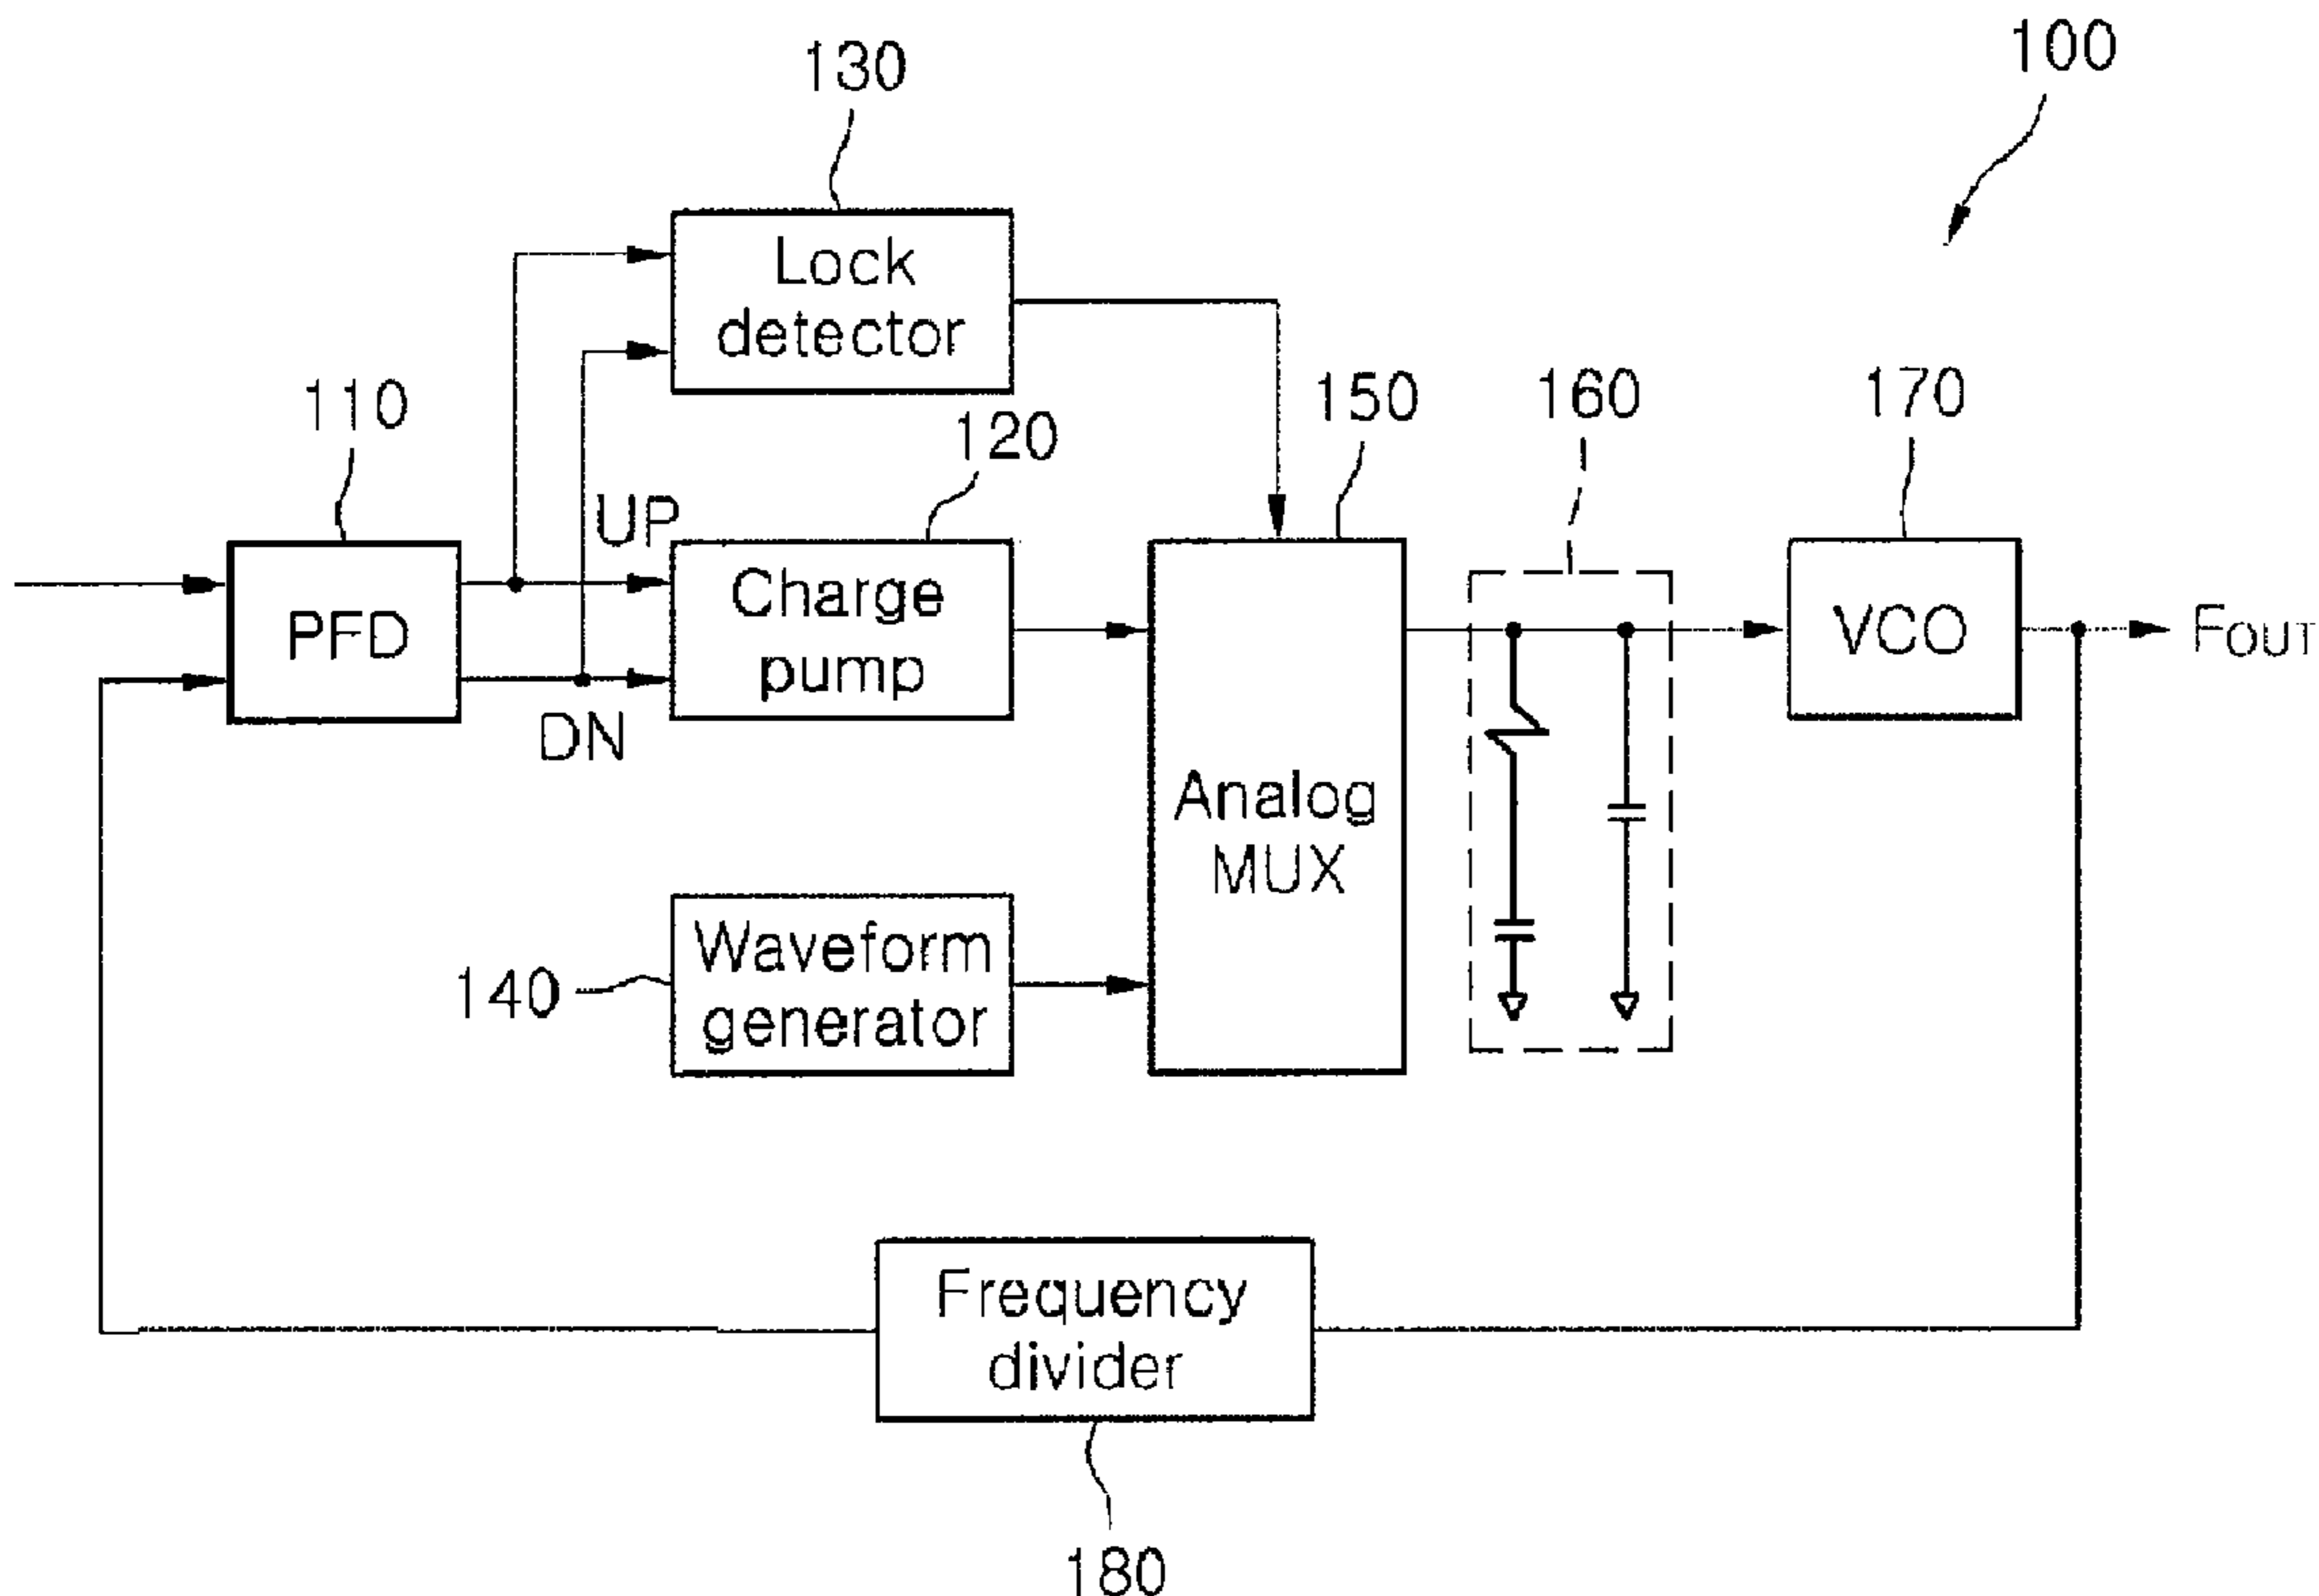 100
130
Lock
detector
110
120
150
160
170
UP
PFD
Charge
pump
DN
VCO
FOUT
Analog
MUX
140
Waveform
generator
Frequency
divider
180